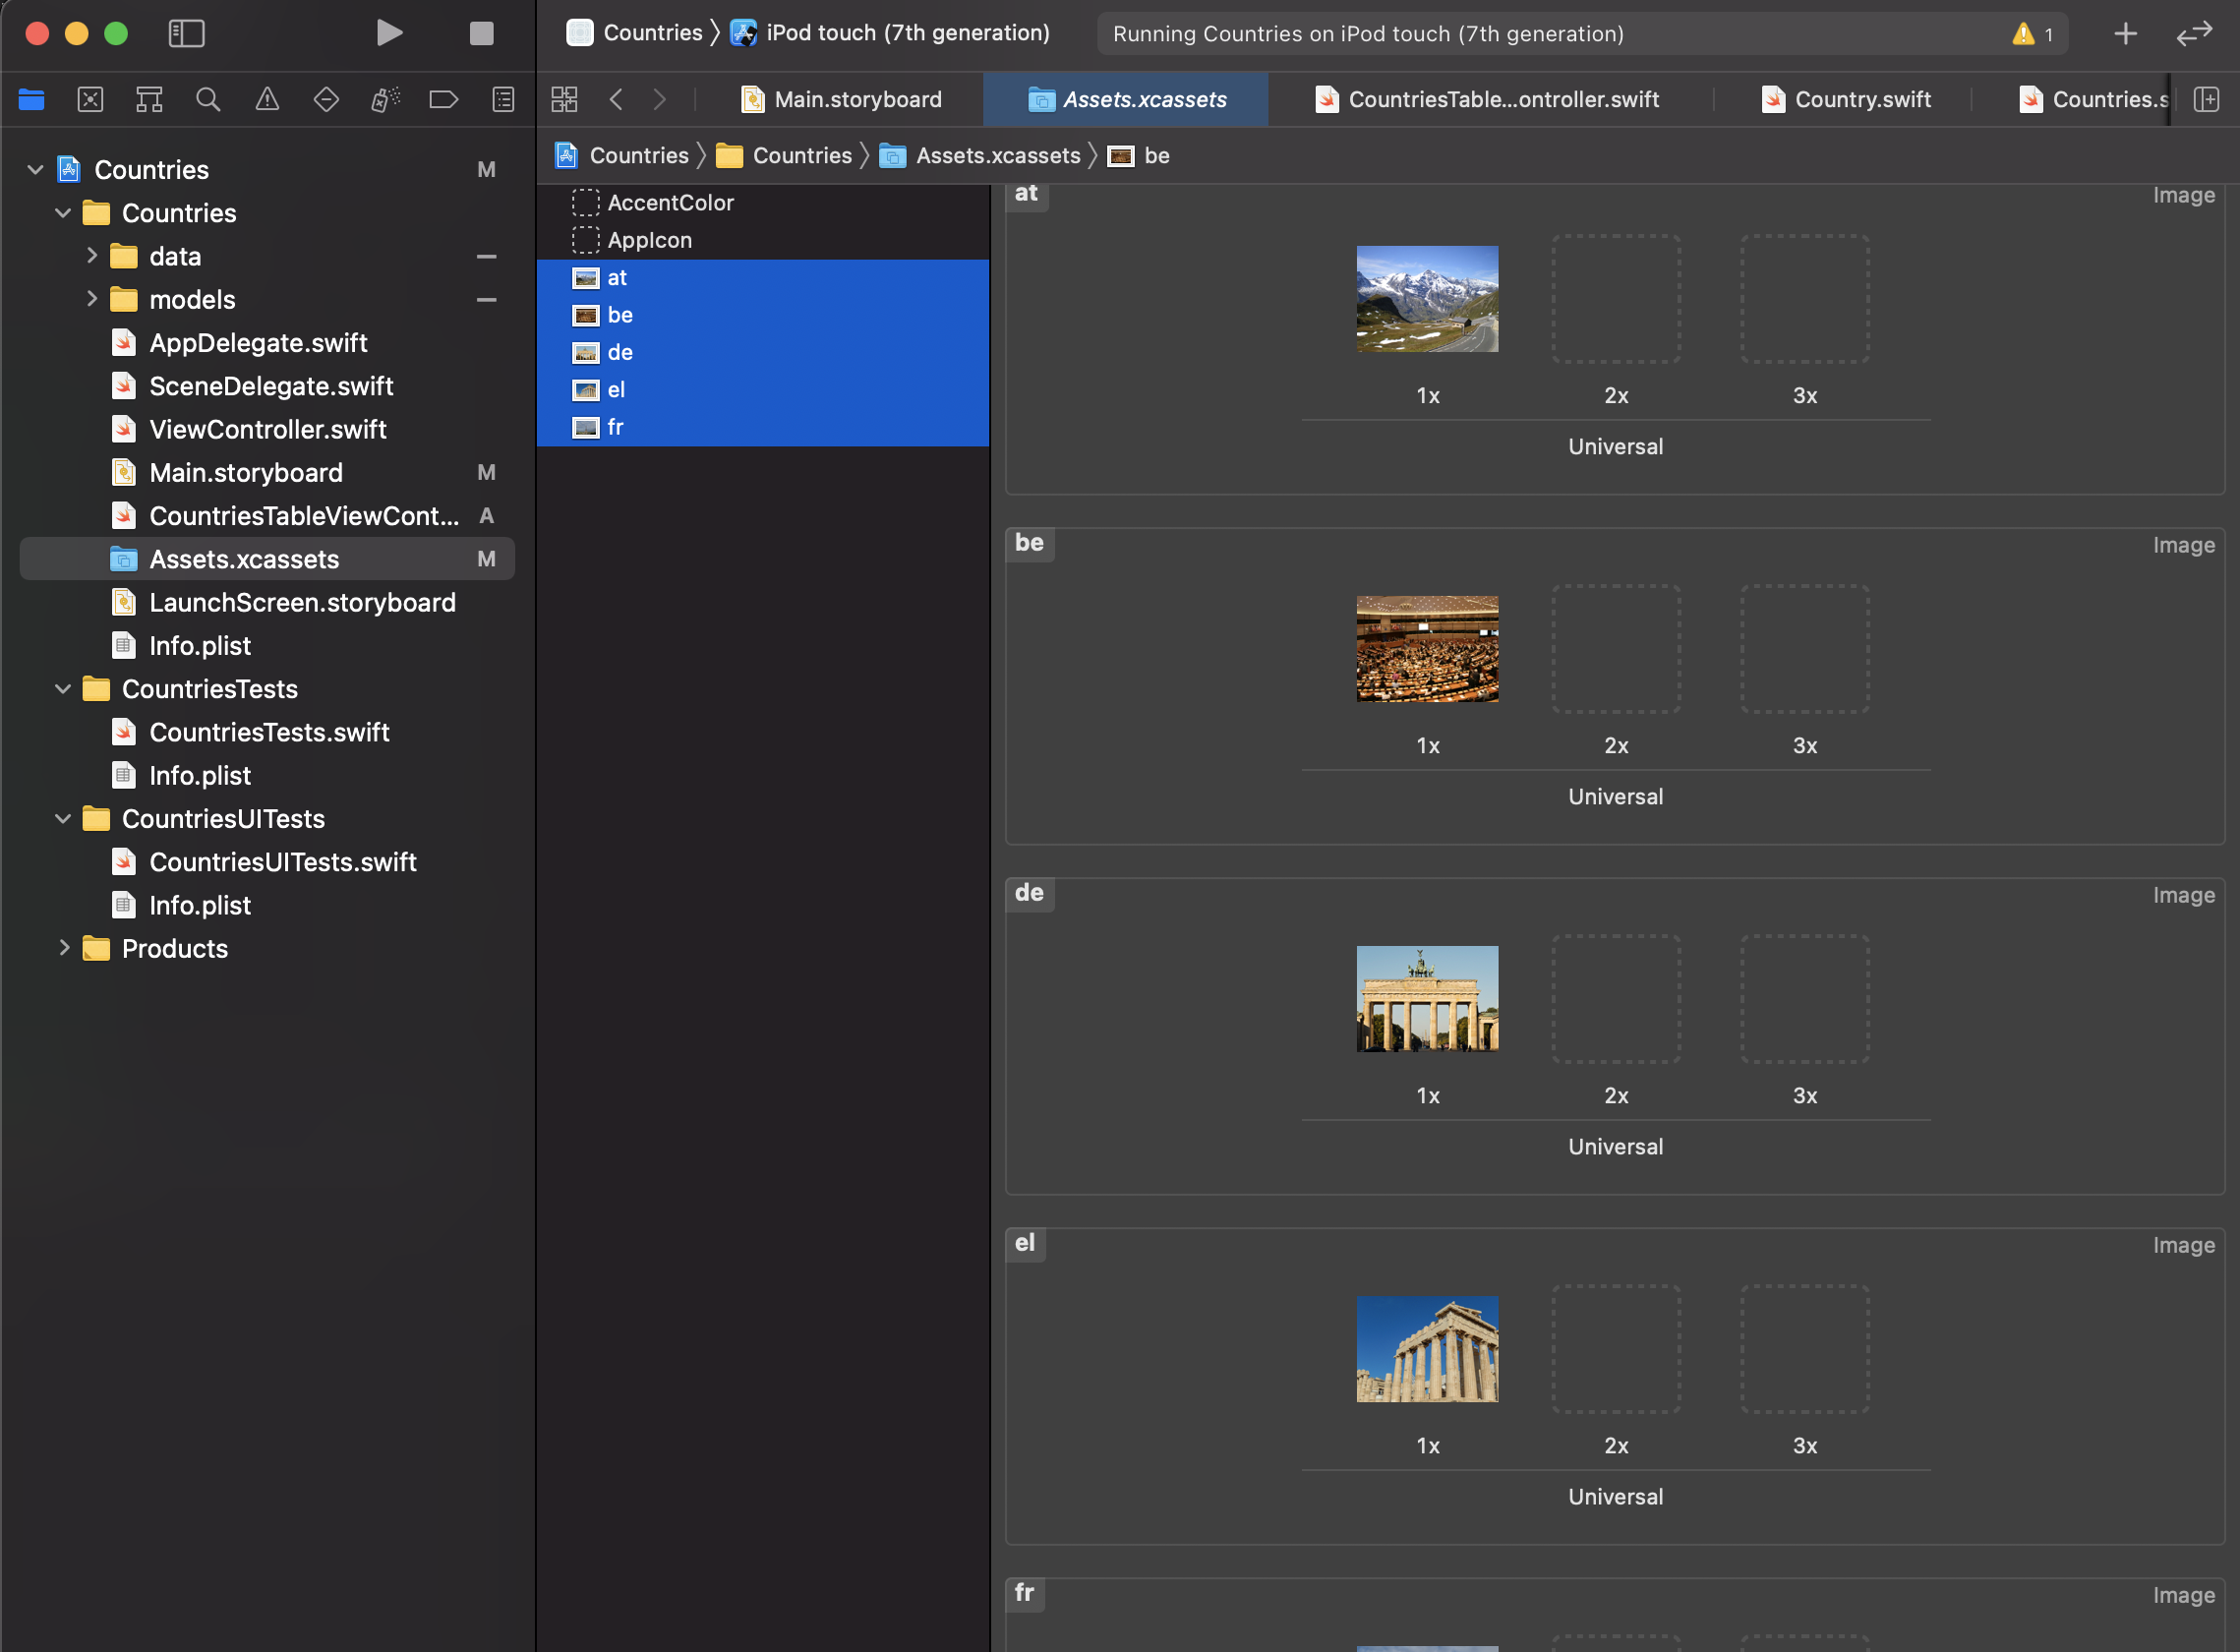 Countries
iPod touch (7th generation)
Running Countries on iPod touch (7th generation)
1
Main.storyboard
Assets.xcassets
CountriesTable...ontroller.swift
Country.swift
Countries.s
Countries
Countries
Assets.xcassets
be
Countries M
Countries
data
models
AppDelegate.swift
SceneDelegate.swift
ViewController.swift
Main.storyboard M
CountriesTableViewCont... A
Assets.xcassets M
LaunchScreen.storyboard
Info.plist
CountriesTests
CountriesTests.swift
Info.plist
CountriesUITests
CountriesUITests.swift
Info.plist
Products
AccentColor
AppIcon
at
be
de
el
fr
at Image
1x 2x 3x
Universal
be Image
1x 2x 3x
Universal
de Image
1x 2x 3x
Universal
el Image
1x 2x 3x
Universal
fr Image